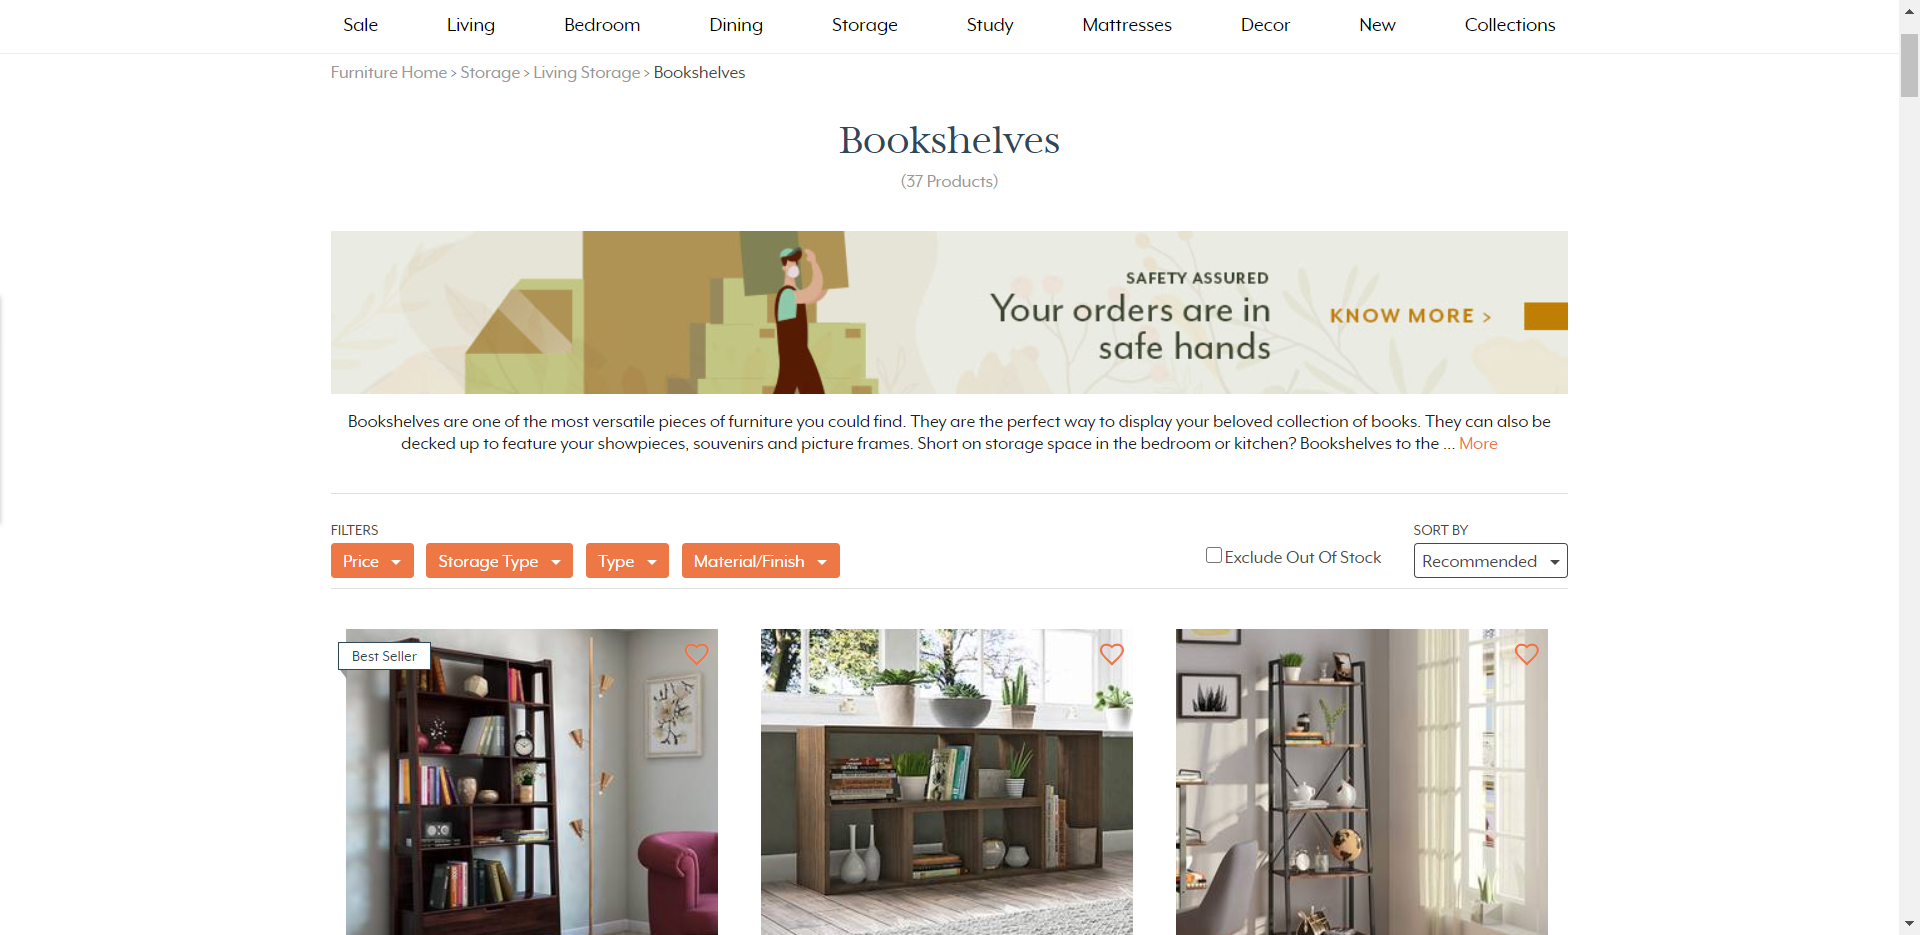 Sale Living Bedroom Dining Storage Study Mattresses Decor New Collections
Furniture Home > Storage > Living Storage > Bookshelves
Bookshelves
(37 Products)
SAFETY ASSURED
Your orders are in
safe hands
KNOW MORE >
Bookshelves are one of the most versatile pieces of furniture you could find. They are the perfect way to display your beloved collection of books. They can also be
decked up to feature your showpieces, souvenirs and picture frames. Short on storage space in the bedroom or kitchen? Bookshelves to the ... More
FILTERS
Price Storage Type Type Material/Finish
Exclude Out Of Stock
SORT BY
Recommended
Best Seller